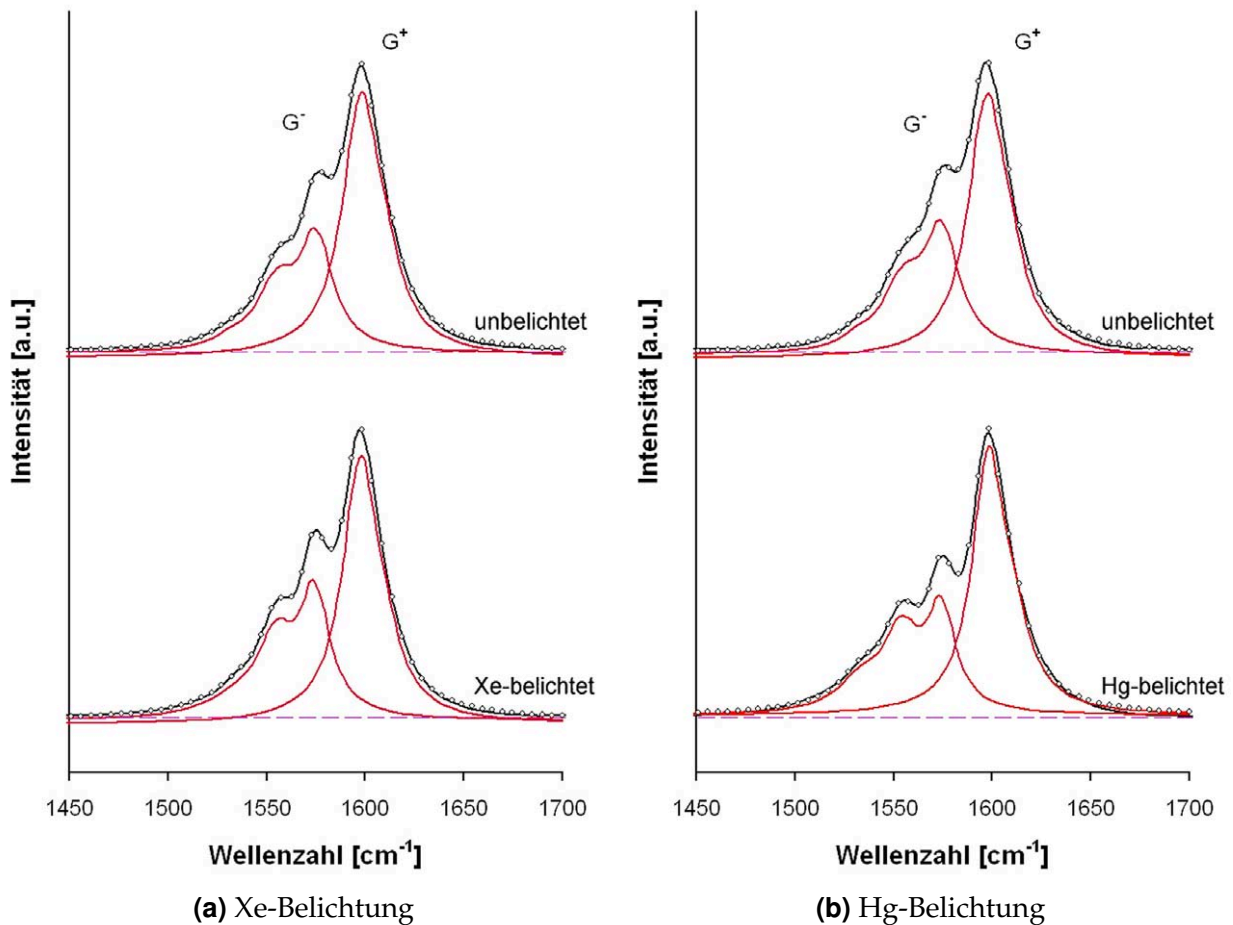 G⁺
G⁻
unbelichtet
Xe-belichtet
Intensität [a.u.]
1450 1500 1550 1600 1650 1700
Wellenzahl [cm⁻¹]
(a) Xe-Belichtung
G⁺
G⁻
unbelichtet
Hg-belichtet
Intensität [a.u.]
1450 1500 1550 1600 1650 1700
Wellenzahl [cm⁻¹]
(b) Hg-Belichtung